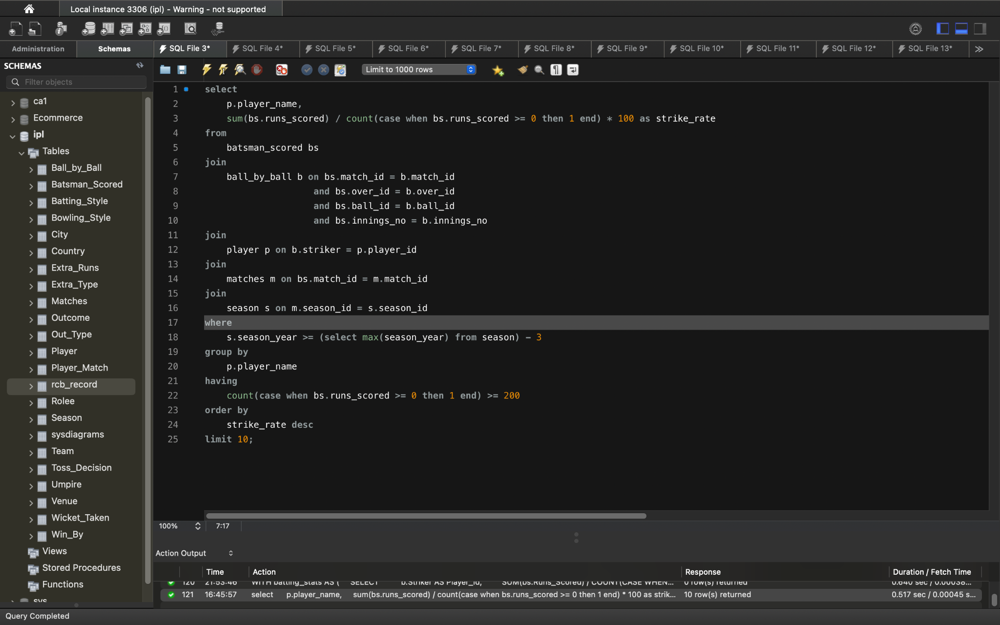 Local instance 3306 (ipl) - Warning - not supported
Administration
Schemas
SQL File 3*
SQL File 4*
SQL File 5*
SQL File 6*
SQL File 7*
SQL File 8*
SQL File 9*
SQL File 10*
SQL File 11*
SQL File 12*
SQL File 13*
SCHEMAS
Filter objects
ca1
Ecommerce
ipl
Tables
Ball_by_Ball
Batsman_Scored
Batting_Style
Bowling_Style
City
Country
Extra_Runs
Extra_Type
Matches
Outcome
Out_Type
Player
Player_Match
rcb_record
Rolee
Season
sysdiagrams
Team
Toss_Decision
Umpire
Venue
Wicket_Taken
Win_By
Views
Stored Procedures
Functions
sys
Limit to 1000 rows
1 select
2 p.player_name,
3 sum(bs.runs_scored) / count(case when bs.runs_scored >= 0 then 1 end) * 100 as strike_rate
4 from
5 batsman_scored bs
6 join
7 ball_by_ball b on bs.match_id = b.match_id
8 and bs.over_id = b.over_id
9 and bs.ball_id = b.ball_id
10 and bs.innings_no = b.innings_no
11 join
12 player p on b.striker = p.player_id
13 join
14 matches m on bs.match_id = m.match_id
15 join
16 season s on m.season_id = s.season_id
17 where
18 s.season_year >= (select max(season_year) from season) - 3
19 group by
20 p.player_name
21 having
22 count(case when bs.runs_scored >= 0 then 1 end) >= 200
23 order by
24 strike_rate desc
25 limit 10;
100%
7:17
Action Output
Time Action Response Duration / Fetch Time
120 21:53:46 WITH batting_stats AS ( SELECT b.Striker AS Player_Id, SUM(bs.Runs_Scored) / COUNT(CASE WHEN... 0 row(s) returned 0.640 sec / 0.00038...
121 16:45:57 select p.player_name, sum(bs.runs_scored) / count(case when bs.runs_scored >= 0 then 1 end) * 100 as strik... 10 row(s) returned 0.517 sec / 0.00045 s...
Query Completed